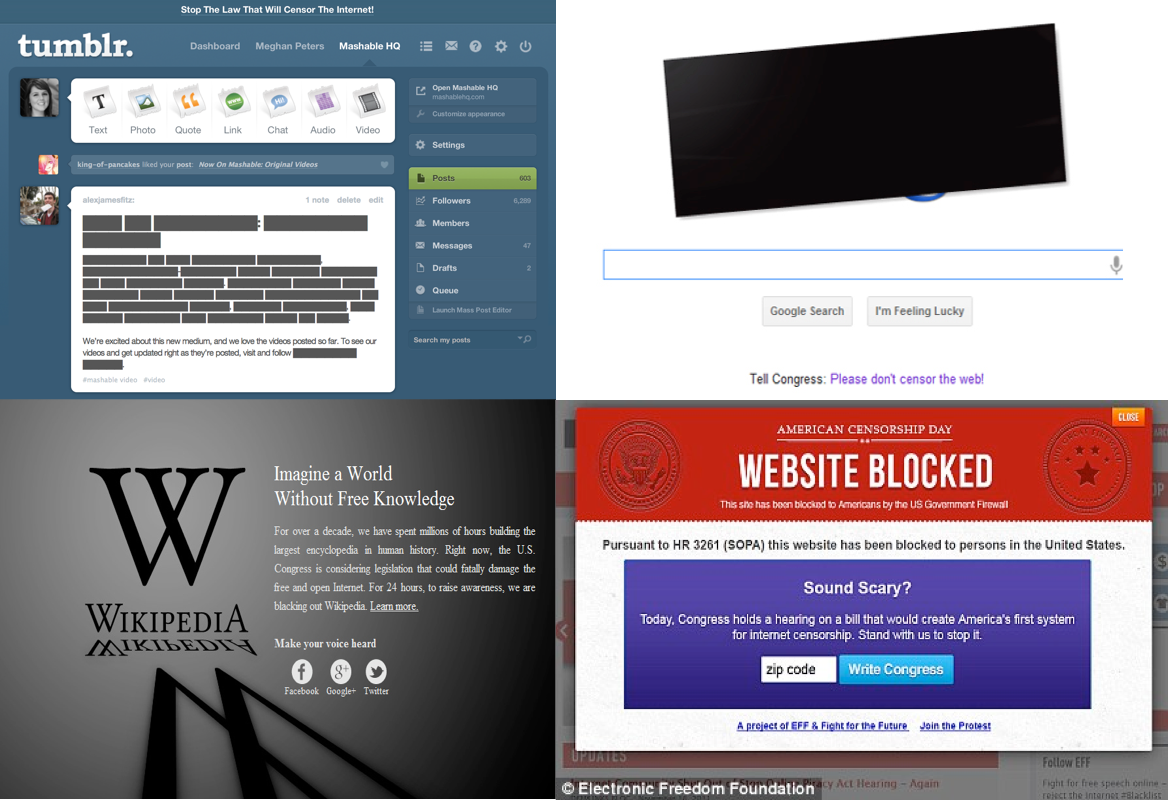 Stop The Law That Will Censor The Internet!
tumblr.
Dashboard Meghan Peters Mashable HQ
Text Photo Quote Link Chat Audio Video
Open Mashable HQ
mashablehq.com
Customize appearance
king-of-pancakes liked your post: Now On Mashable: Original Videos
Settings
alexjamesfitz: 1 note delete edit
Posts 603
Followers 6,289
Members
Messages 47
Drafts 2
Queue
Launch Mass Post Editor
Search my posts
We're excited about this new medium, and we love the videos posted so far. To see
our videos and get updated right as they're posted, visit and follow
#mashable video #video
Google Search I'm Feeling Lucky
Tell Congress: Please don't censor the web!
W
WIKIPEDIA
Imagine a World
Without Free Knowledge
For over a decade, we have spent millions of hours building the
largest encyclopedia in human history. Right now, the U.S.
Congress is considering legislation that could fatally damage the
free and open Internet. For 24 hours, to raise awareness, we are
blacking out Wikipedia. Learn more.
Make your voice heard
Facebook Google+ Twitter
CLOSE
AMERICAN CENSORSHIP DAY
WEBSITE BLOCKED
This site has been blocked to Americans by the US Government Firewall
Pursuant to HR 3261 (SOPA) this website has been blocked to persons in the United States.
Sound Scary?
Today, Congress holds a hearing on a bill that would create America's first system
for internet censorship. Stand with us to stop it.
zip code Write Congress
A project of EFF & Fight for the Future Join the Protest
UPDATES
Internet Community Shut Out of Stop Online Piracy Act Hearing – Again
Follow EFF
Fight for free speech online –
reject the internet #Blacklist
© Electronic Freedom Foundation